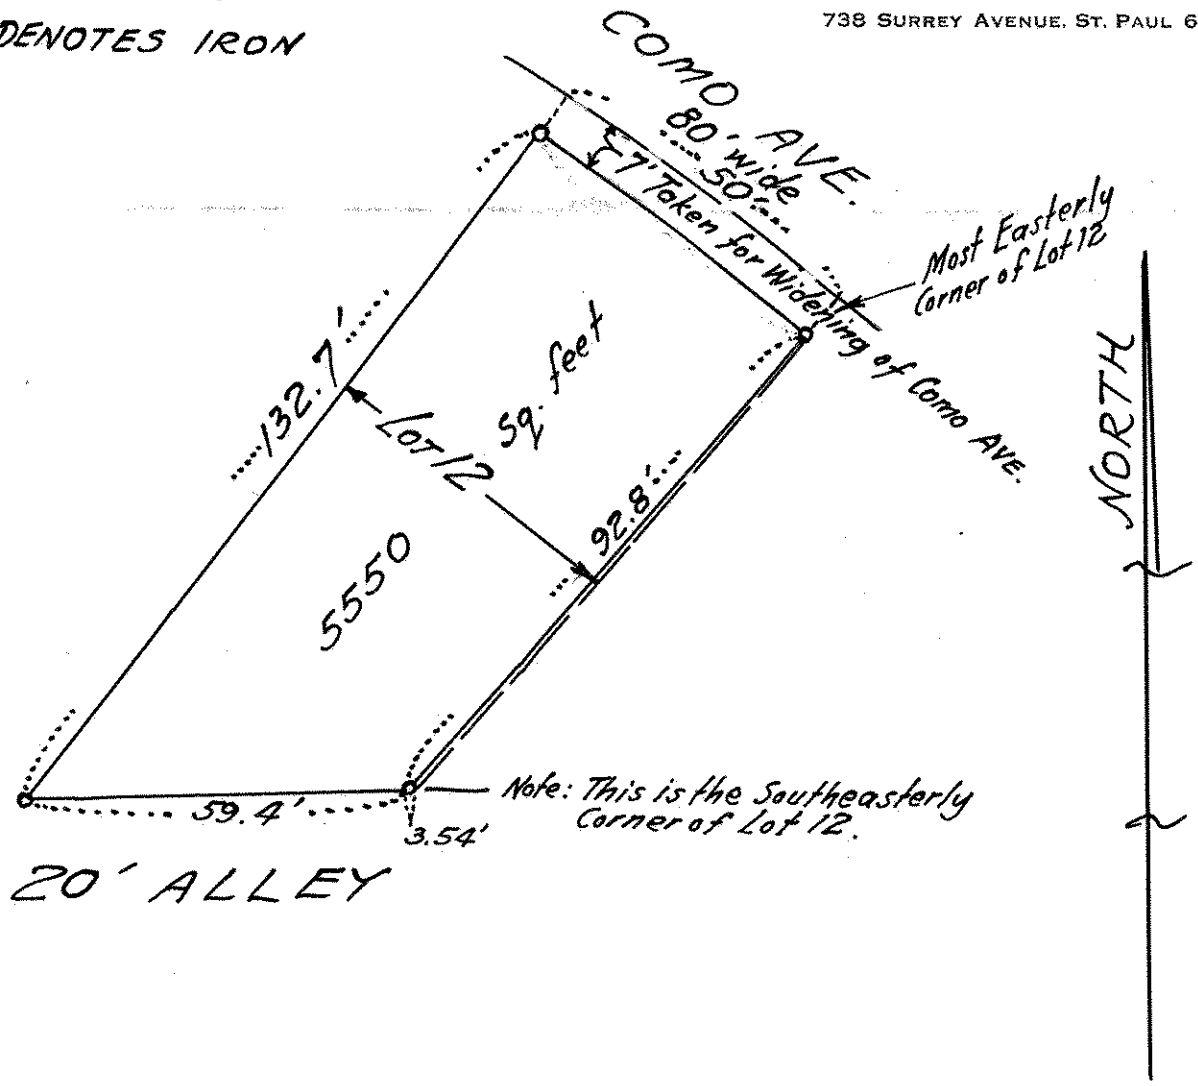 DENOTES IRON
738 SURREY AVENUE. ST. PAUL 6
COMO AVE.
80' wide
50'
7' Taken for Widening of Como AVE.
Most Easterly
Corner of Lot 12
132.7'
Sq. feet
LOT 12
92.8'
5550
NORTH
Note: This is the Southeasterly
Corner of Lot 12.
59.4'
3.54'
20' ALLEY